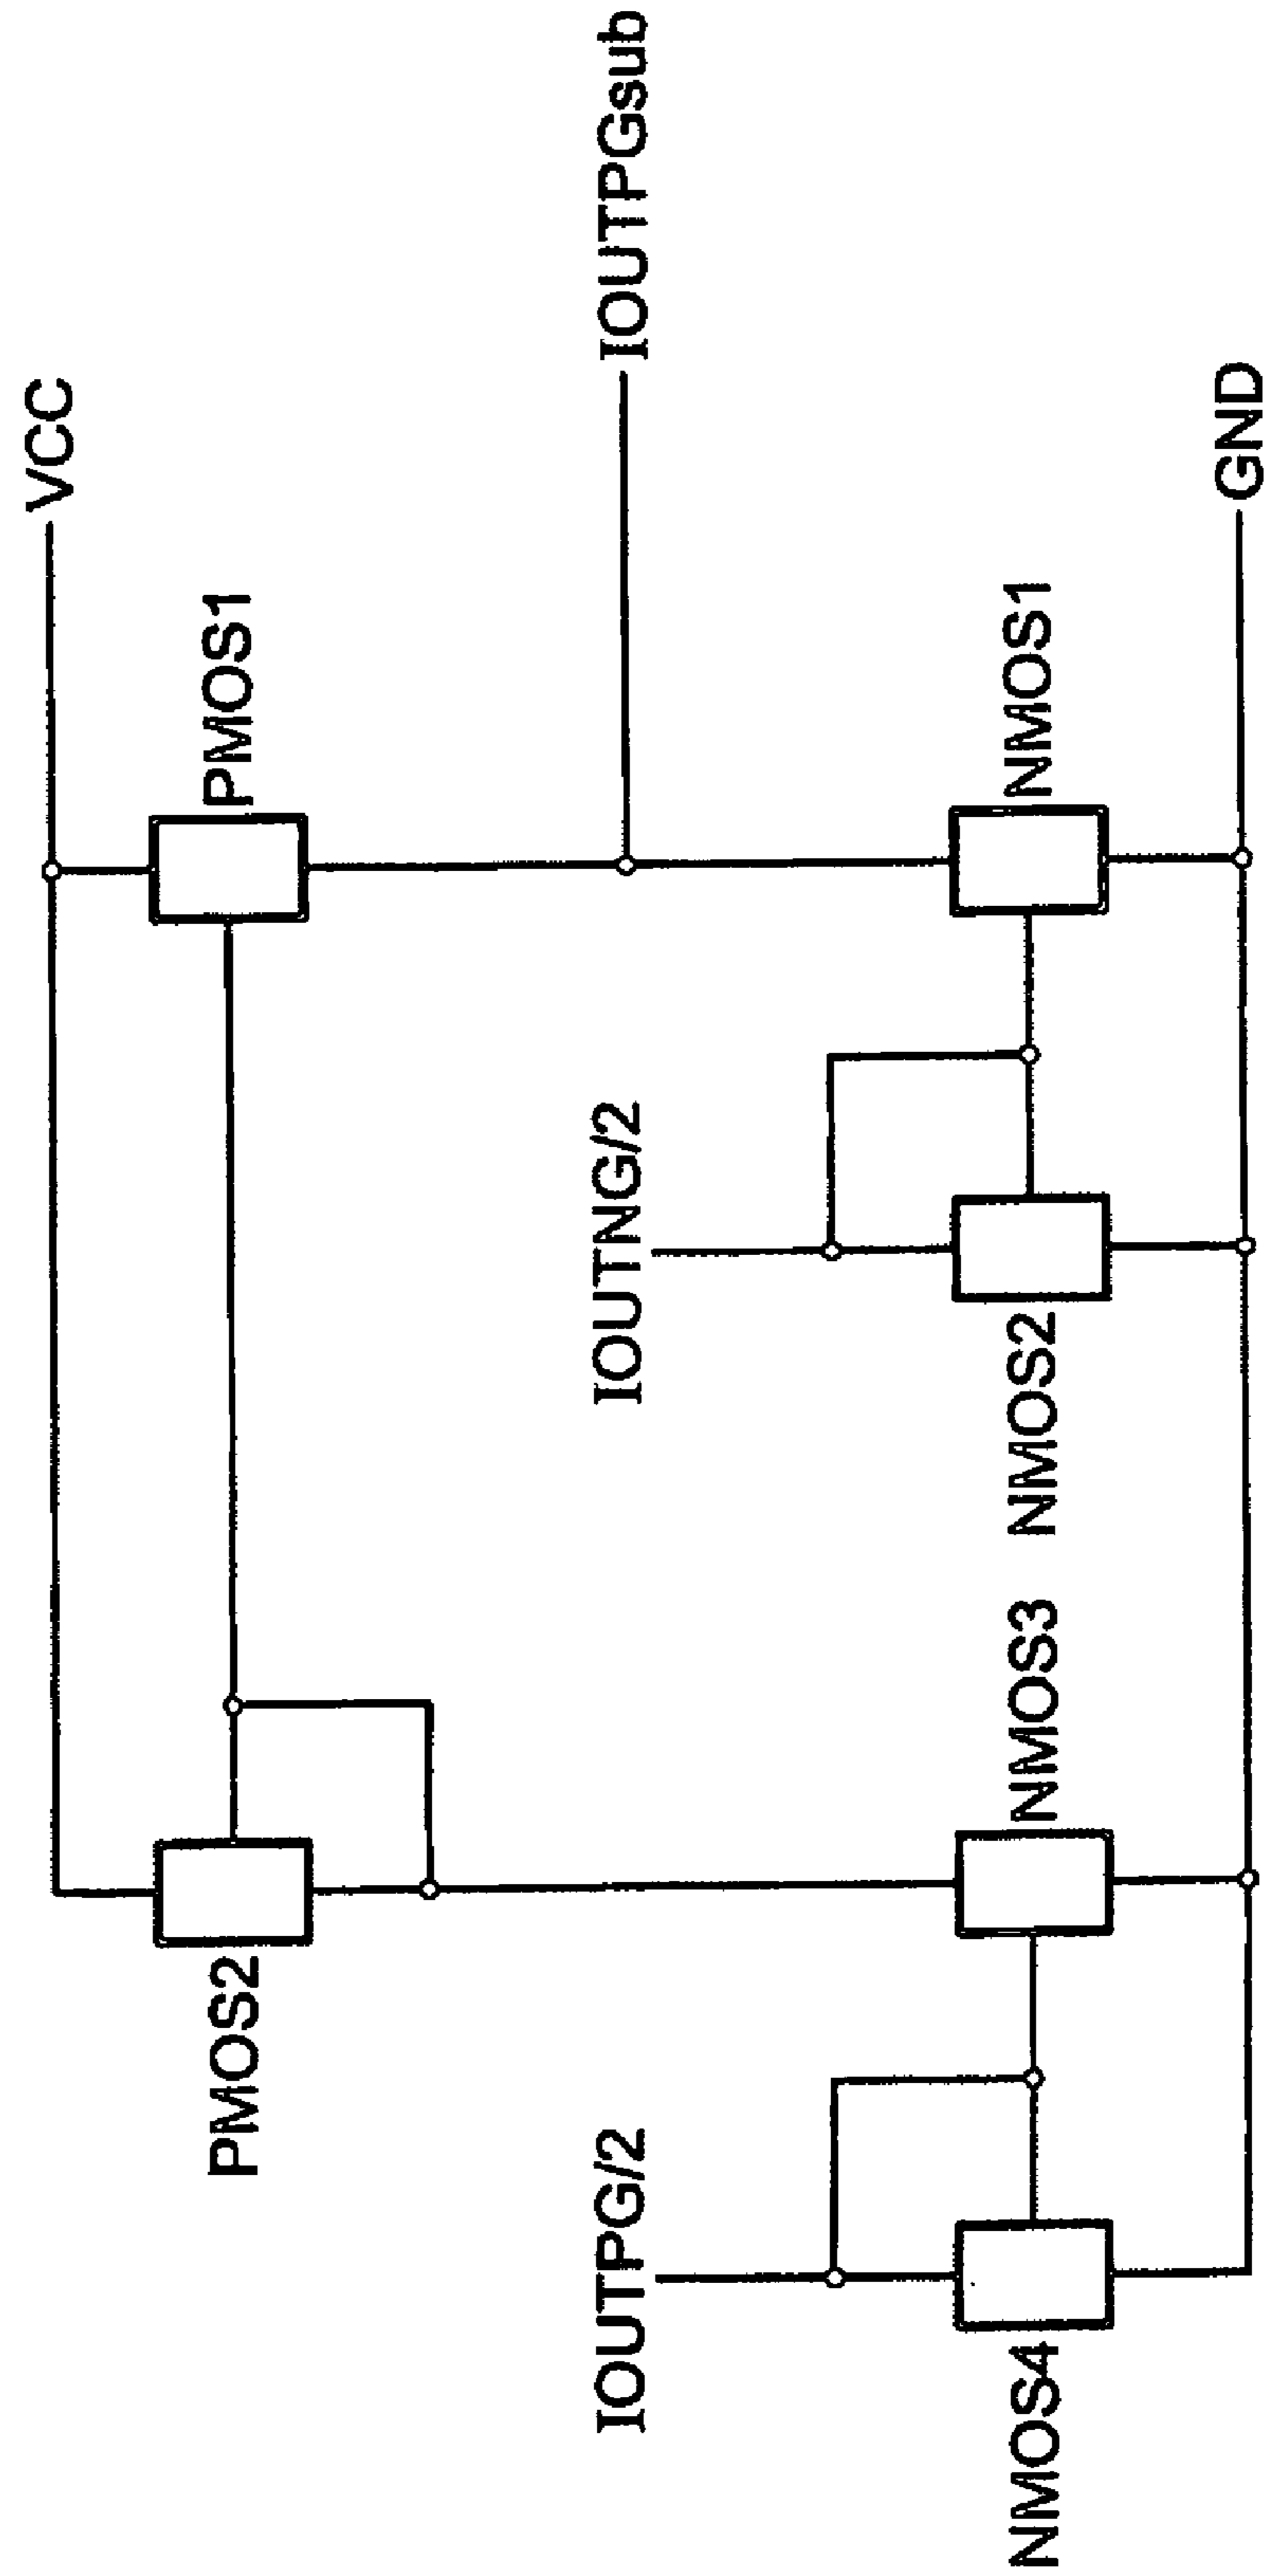 VCC
PMOS2
PMOS1
IOUTPG/2
IOUTNG/2
IOUTPGsub
NMOS4
NMOS3
NMOS2
NMOS1
GND